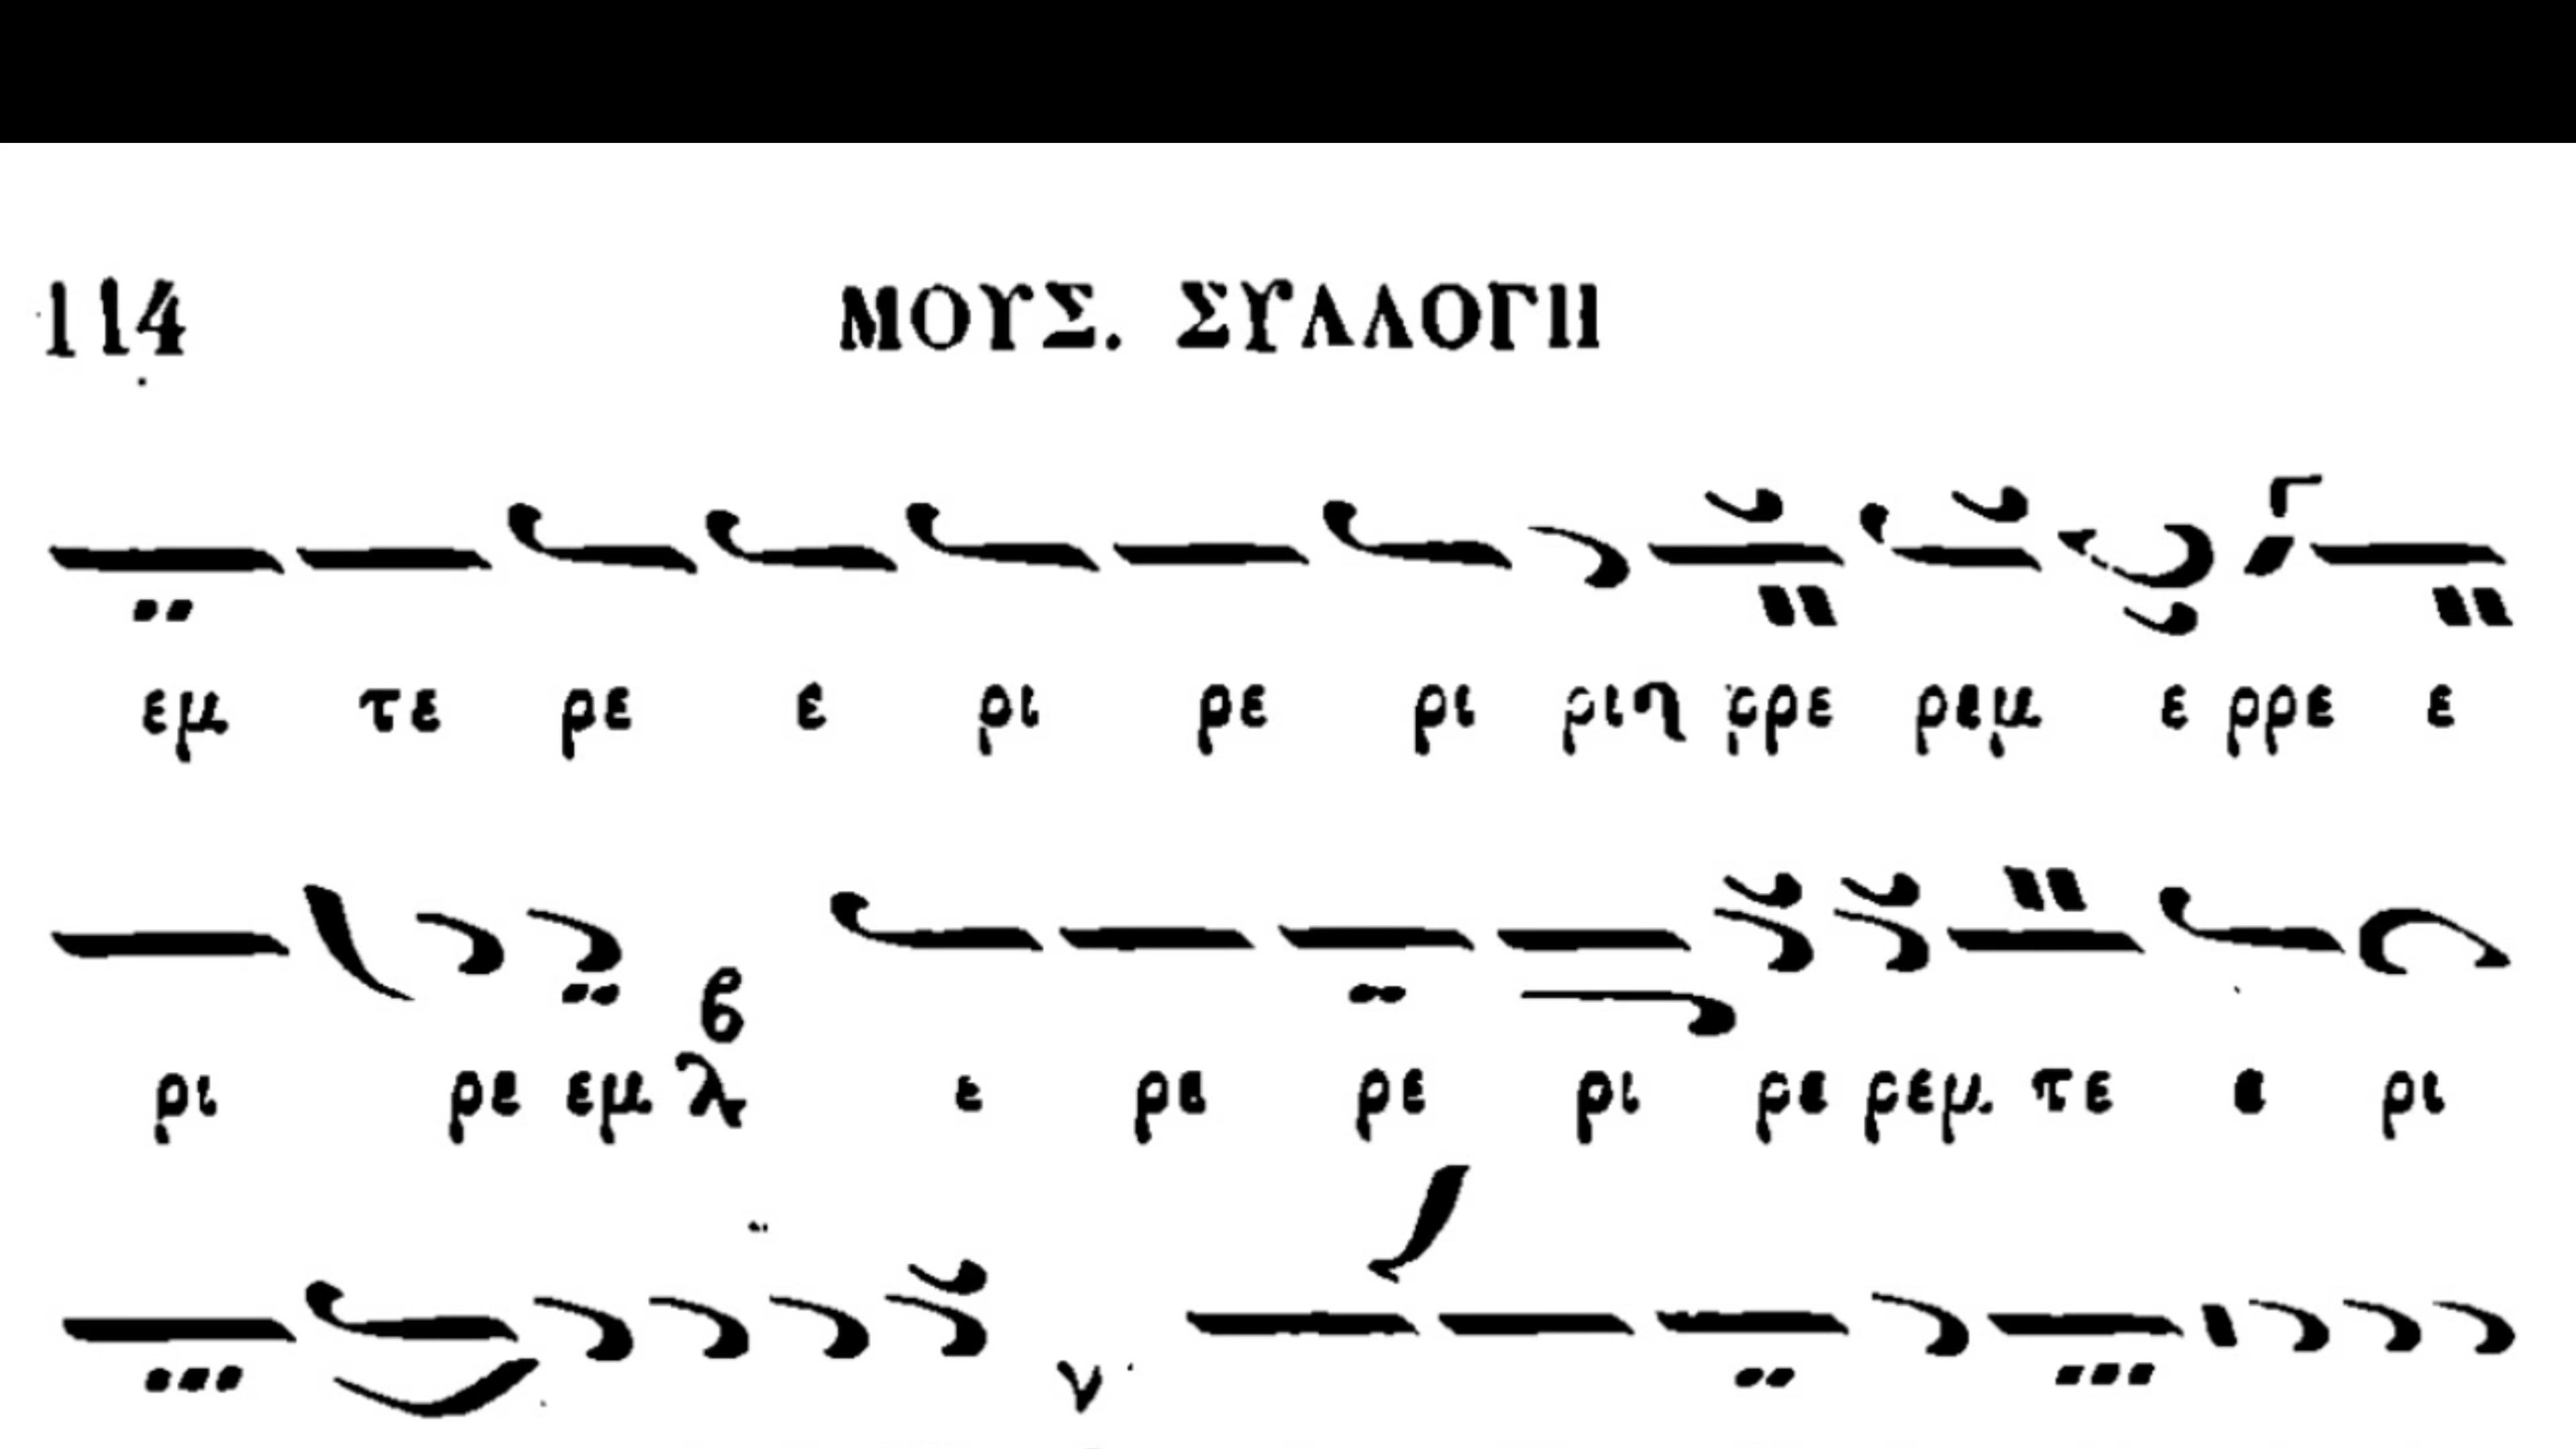 114 ΜΟΥΣ. ΣΥΛΛΟΓΗ
εμ τε ρε ε ρι ρε ρι ριη ρρε ρεμ ε ρρε ε
ρι ρε εμ λ β ε ρε ρε ρι ρε ρεμ τε ε ρι
ν